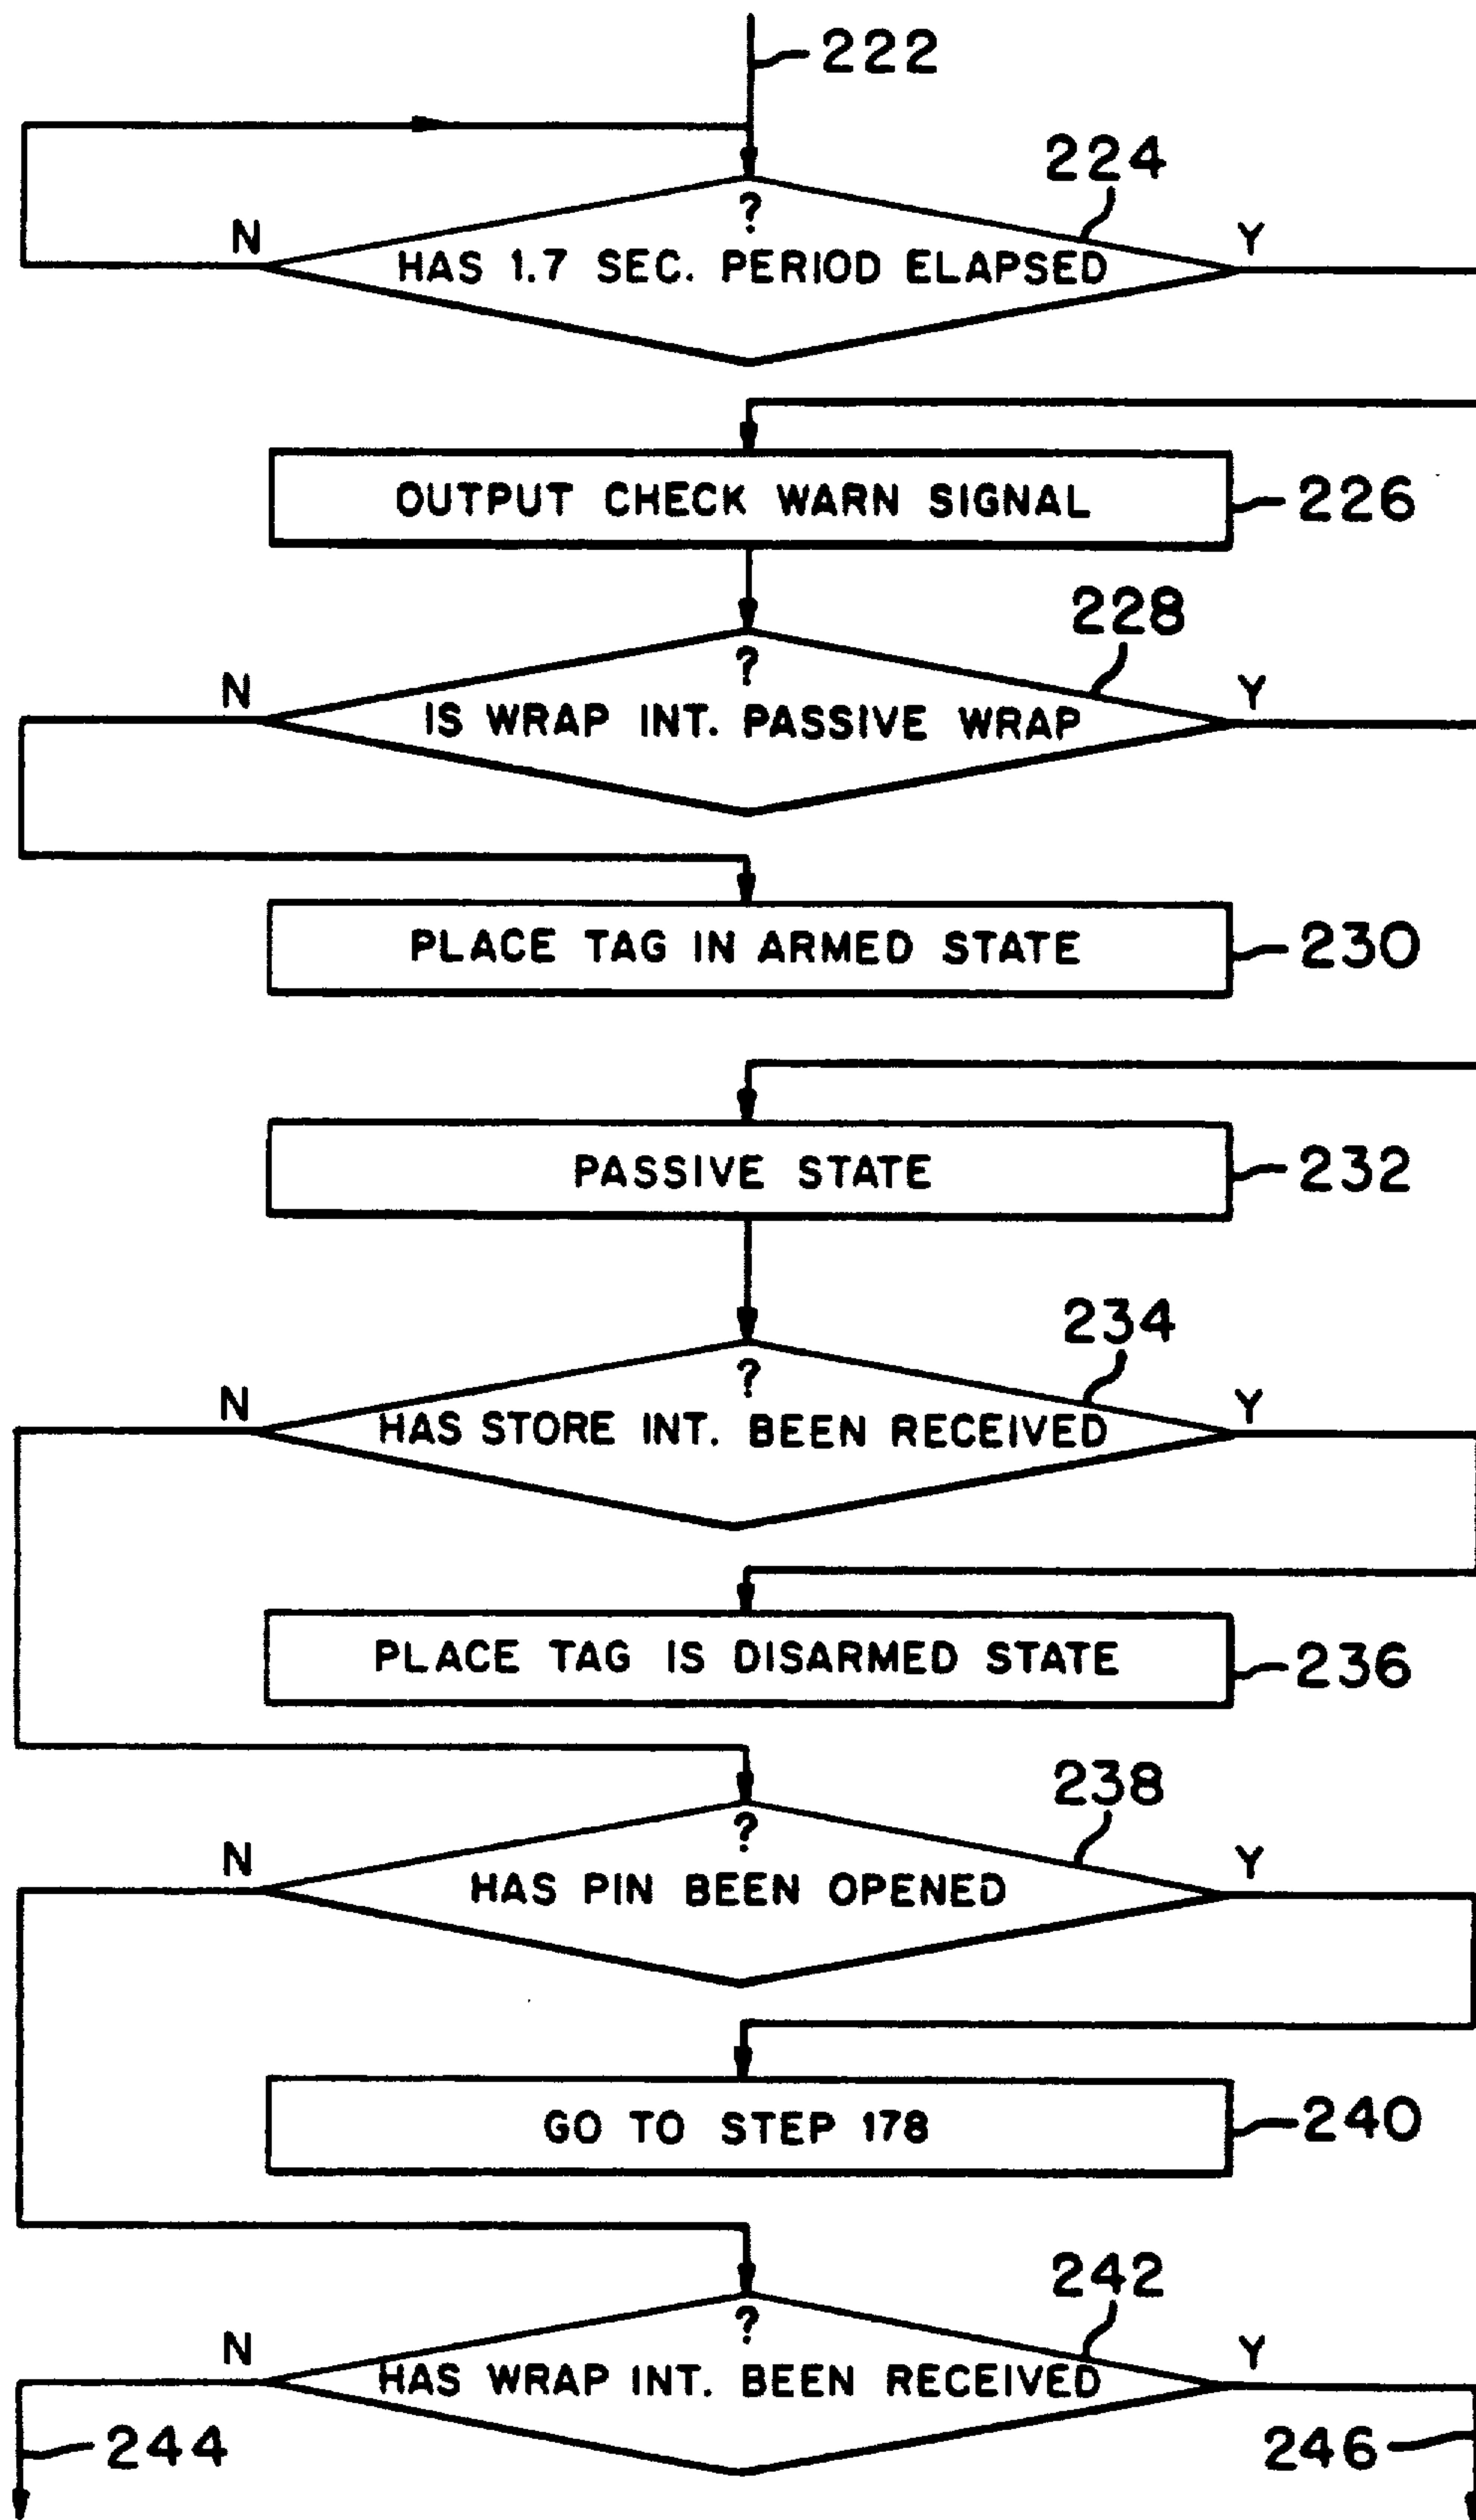 222
224
?
N
Y
HAS 1.7 SEC. PERIOD ELAPSED
OUTPUT CHECK WARN SIGNAL
226
228
?
N
Y
IS WRAP INT. PASSIVE WRAP
PLACE TAG IN ARMED STATE
230
PASSIVE STATE
232
234
?
N
Y
HAS STORE INT. BEEN RECEIVED
PLACE TAG IS DISARMED STATE
236
238
?
N
Y
HAS PIN BEEN OPENED
GO TO STEP 178
240
242
?
N
Y
HAS WRAP INT. BEEN RECEIVED
244
246